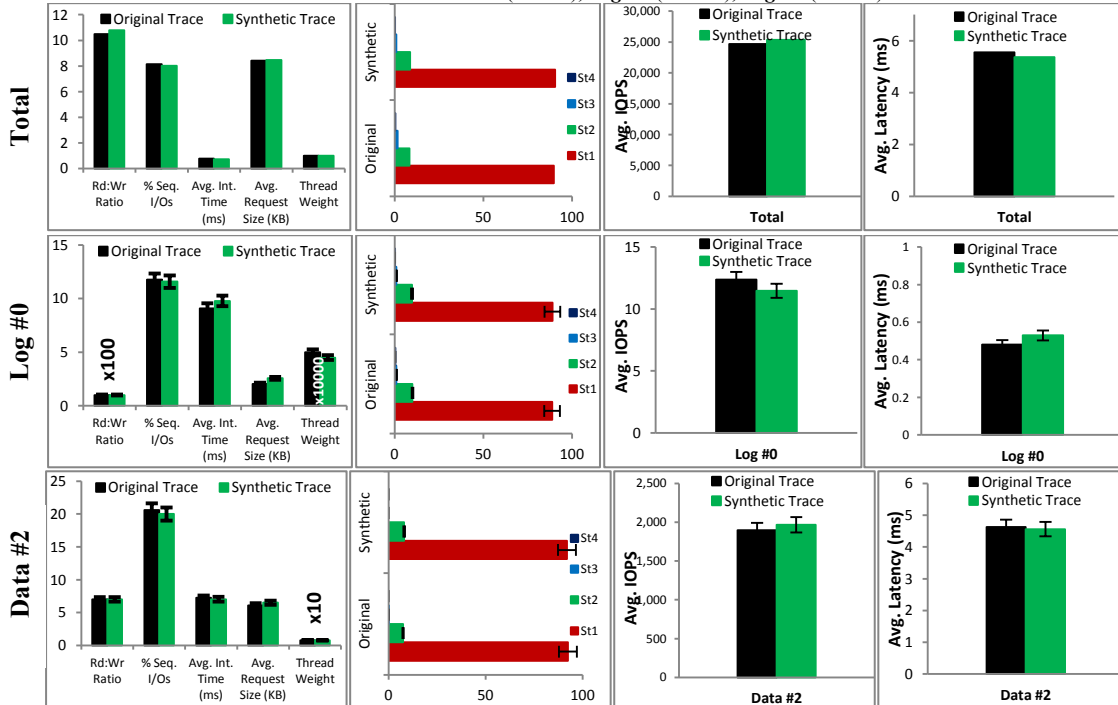 Total
Original Trace Synthetic Trace
12
10
8
6
4
2
0
Rd:Wr Ratio
% Seq. I/Os
Avg. Int. Time (ms)
Avg. Request Size (KB)
Thread Weight
Synthetic
Original
St4
St3
St2
St1
0 50 100
Avg. IOPS
30,000
25,000
20,000
15,000
10,000
5,000
0
Original Trace
Synthetic Trace
Total
Avg. Latency (ms)
6
4
2
0
Original Trace
Synthetic Trace
Total
Log #0
Original Trace Synthetic Trace
15
10
5
0
x100
x10000
Rd:Wr Ratio
% Seq. I/Os
Avg. Int. Time (ms)
Avg. Request Size (KB)
Thread Weight
Synthetic
Original
St4
St3
St2
St1
0 50 100
Avg. IOPS
15
10
5
0
Original Trace
Synthetic Trace
Log #0
Avg. Latency (ms)
1
0.8
0.6
0.4
0.2
0
Original Trace
Synthetic Trace
Log #0
Data #2
Original Trace Synthetic Trace
25
20
15
10
5
0
x10
Rd:Wr Ratio
% Seq. I/Os
Avg. Int. Time (ms)
Avg. Request Size (KB)
Thread Weight
Synthetic
Original
St4
St3
St2
St1
0 50 100
Avg. IOPS
2,500
2,000
1,500
1,000
500
0
Original Trace
Synthetic Trace
Data #2
Avg. Latency (ms)
6
5
4
3
2
1
0
Original Trace
Synthetic Trace
Data #2